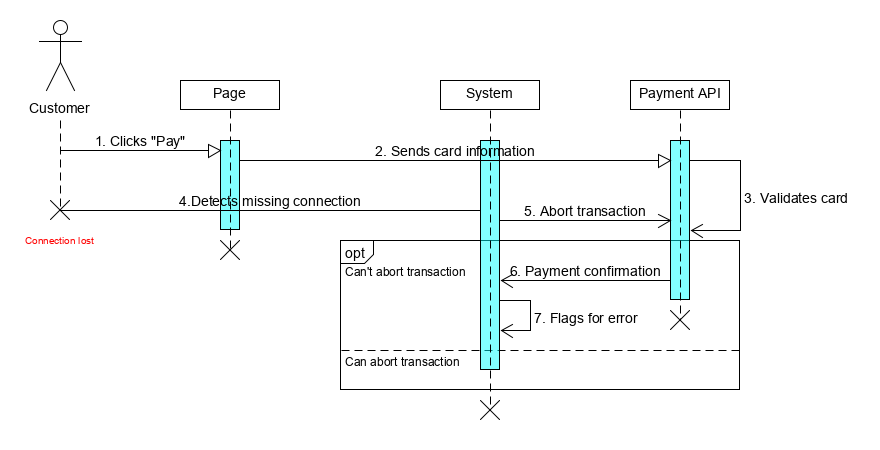 Page
System
Payment API
Customer
1. Clicks "Pay"
2. Sends card information
3. Validates card
4.Detects missing connection
5. Abort transaction
Connection lost
opt
Can't abort transaction
6. Payment confirmation
7. Flags for error
Can abort transaction